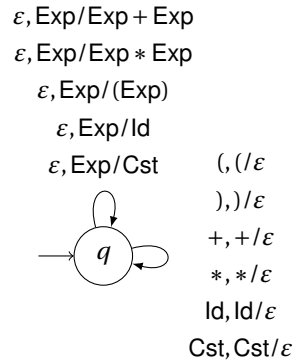 ε, Exp/Exp + Exp
ε, Exp/Exp ∗ Exp
ε, Exp/(Exp)
ε, Exp/Id
ε, Exp/Cst
(, (/ε
), )/ε
+, +/ε
∗, ∗/ε
Id, Id/ε
Cst, Cst/ε
q